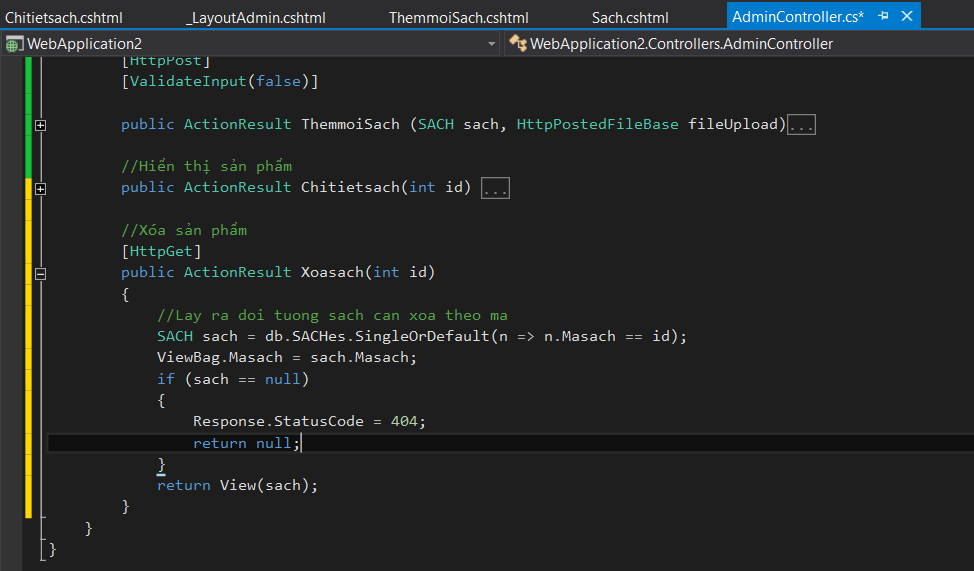 Chitietsach.cshtml _LayoutAdmin.cshtml ThemmoiSach.cshtml Sach.cshtml AdminController.cs*
WebApplication2 WebApplication2.Controllers.AdminController
[HttpPost]
[ValidateInput(false)]
public ActionResult ThemmoiSach (SACH sach, HttpPostedFileBase fileUpload)...
//Hiển thị sản phẩm
public ActionResult Chitietsach(int id) ...
//Xóa sản phẩm
[HttpGet]
public ActionResult Xoasach(int id)
{
//Lay ra doi tuong sach can xoa theo ma
SACH sach = db.SACHes.SingleOrDefault(n => n.Masach == id);
ViewBag.Masach = sach.Masach;
if (sach == null)
{
Response.StatusCode = 404;
return null;
}
return View(sach);
}
}
}